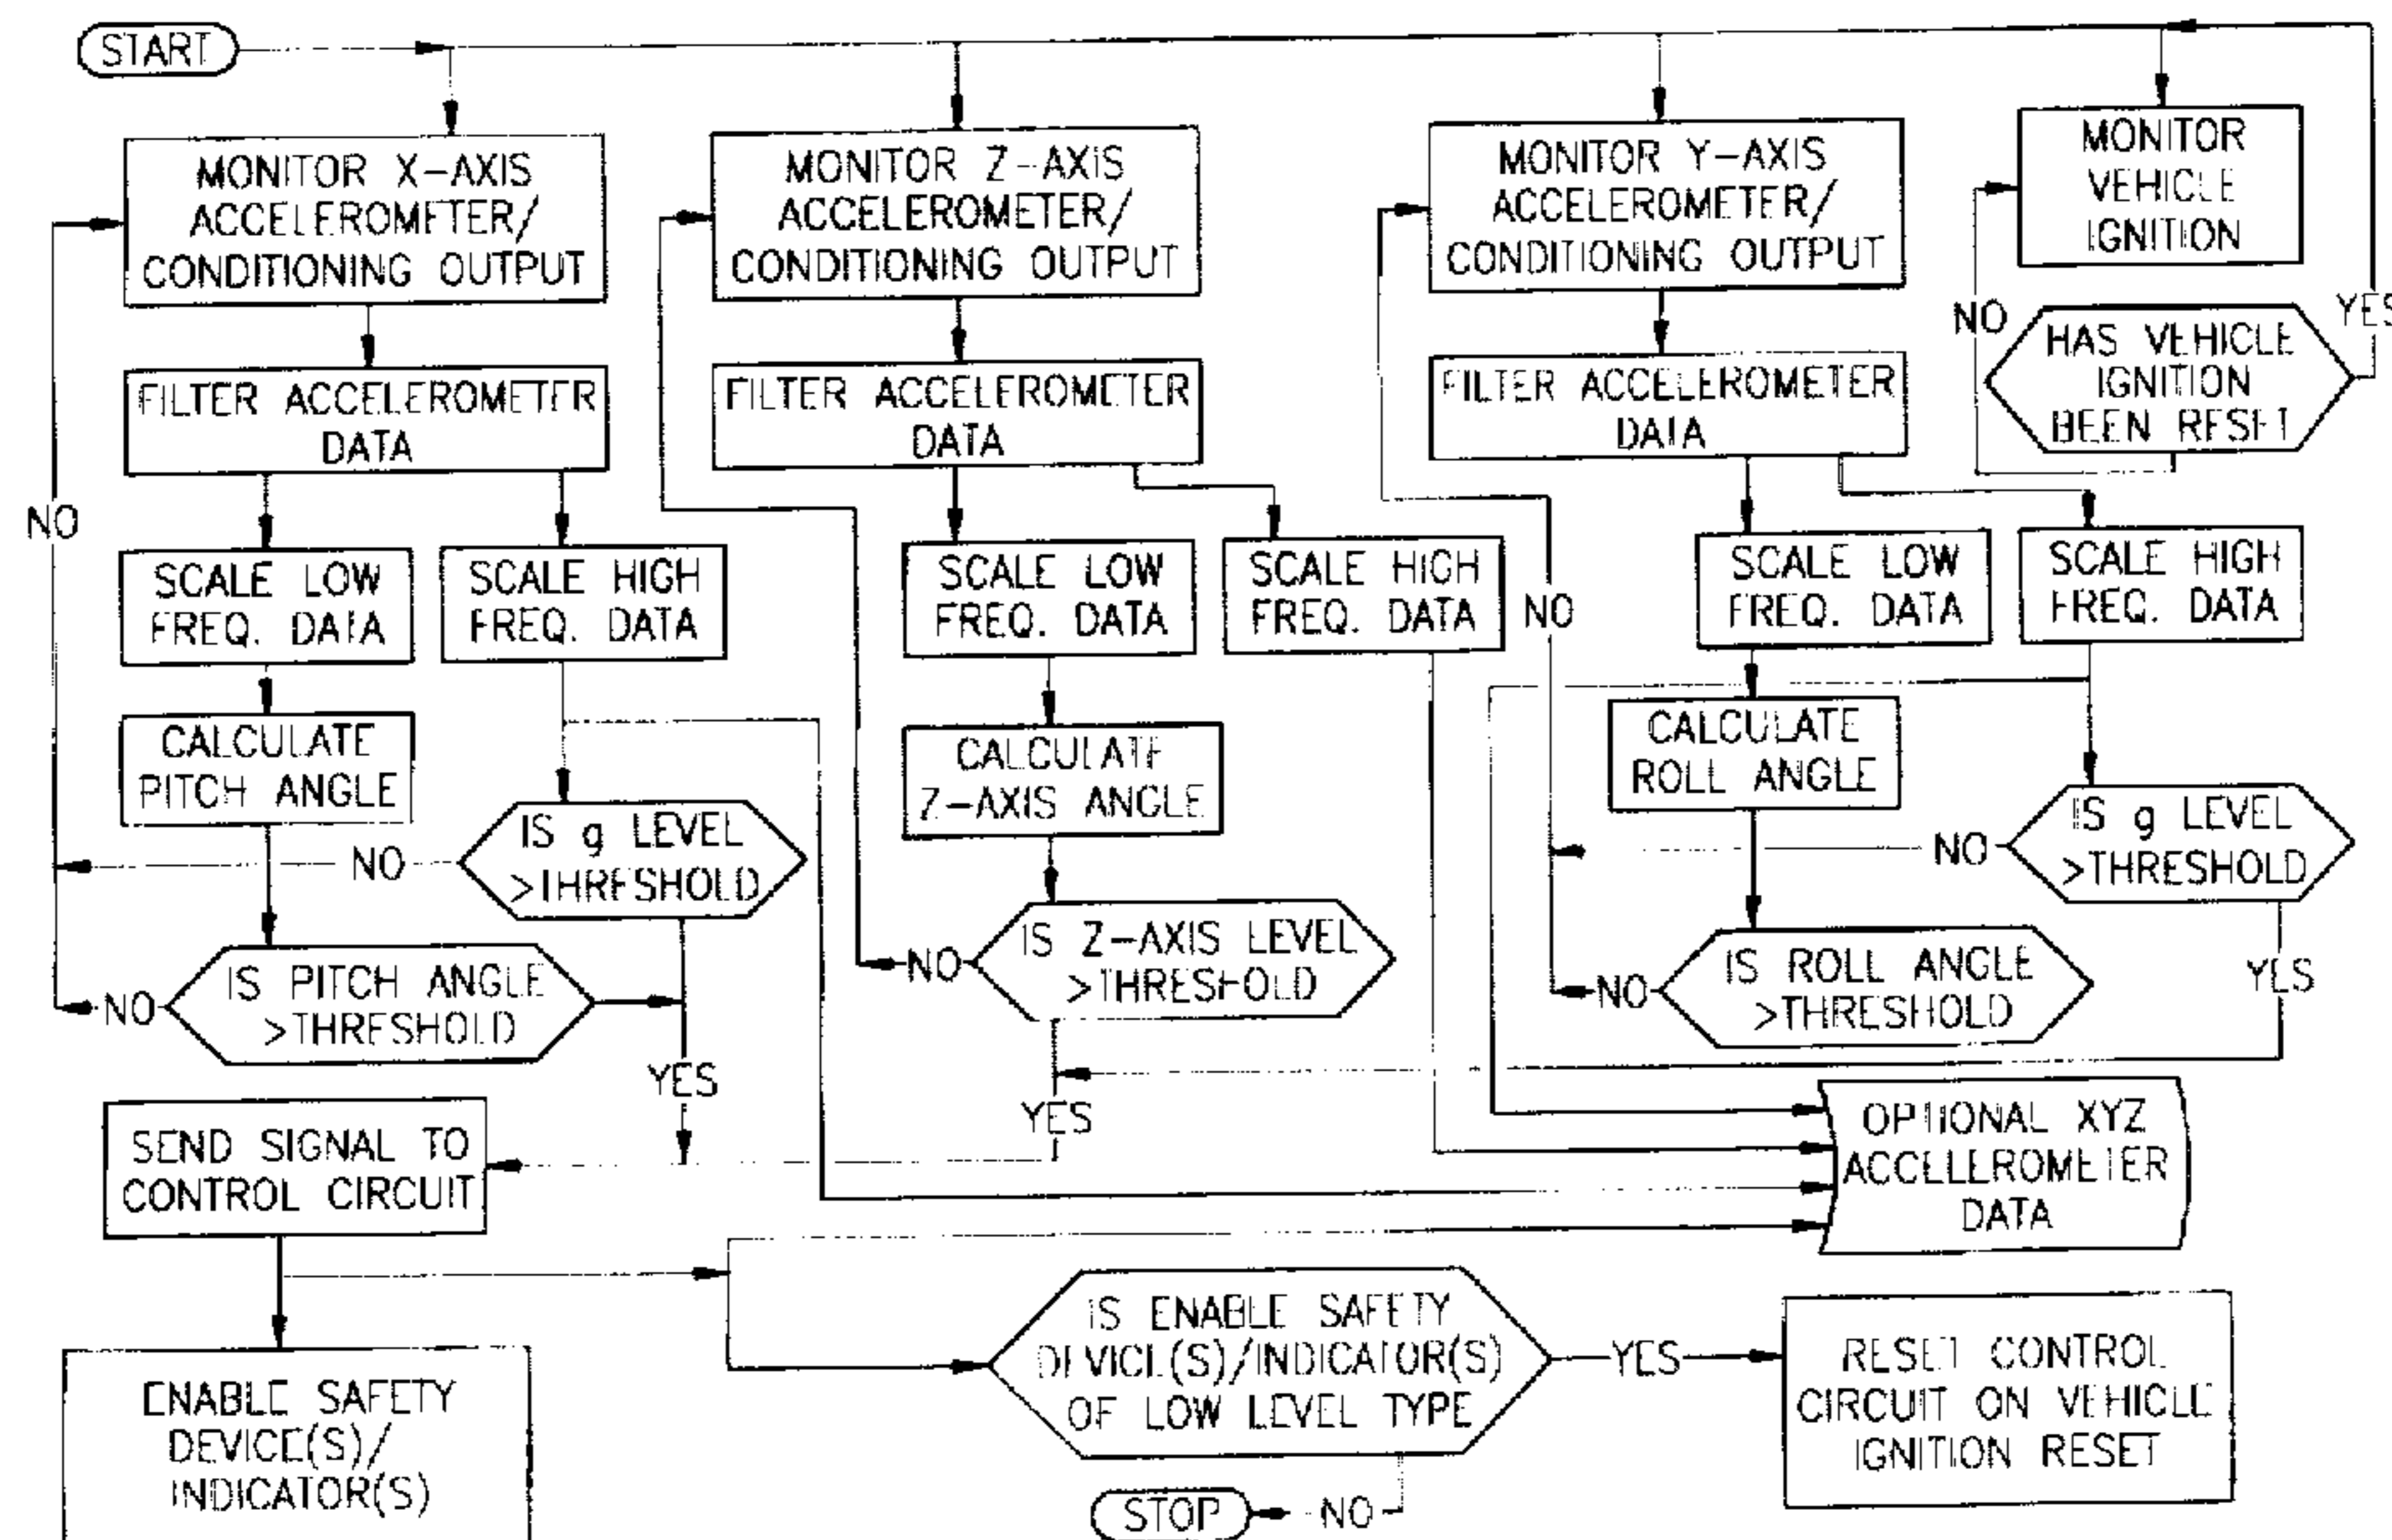 START
MONITOR X-AXIS
ACCELEROMETER/
CONDITIONING OUTPUT
MONITOR Z-AXIS
ACCELEROMETER/
CONDITIONING OUTPUT
MONITOR Y-AXIS
ACCELEROMETER/
CONDITIONING OUTPUT
MONITOR
VEHICLE
IGNITION
NO
YES
HAS VEHICLE
IGNITION
BEEN RESET
FILTER ACCELEROMETER
DATA
FILTER ACCELEROMETER
DATA
FILTER ACCELEROMETER
DATA
NO
SCALE LOW
FREQ. DATA
SCALE HIGH
FREQ. DATA
SCALE LOW
FREQ. DATA
SCALE HIGH
FREQ. DATA
NO
SCALE LOW
FREQ. DATA
SCALE HIGH
FREQ. DATA
CALCULATE
PITCH ANGLE
CALCULATE
Z-AXIS ANGLE
CALCULATE
ROLL ANGLE
NO
IS g LEVEL
>THRESHOLD
NO
IS g LEVEL
>THRESHOLD
NO
IS PITCH ANGLE
>THRESHOLD
NO
IS Z-AXIS LEVEL
>THRESHOLD
NO
IS ROLL ANGLE
>THRESHOLD
YES
YES
YES
SEND SIGNAL TO
CONTROL CIRCUIT
OPTIONAL XYZ
ACCELEROMETER
DATA
ENABLE SAFETY
DEVICE(S)/
INDICATOR(S)
IS ENABLE SAFETY
DEVICE(S)/INDICATOR(S)
OF LOW LEVEL TYPE
YES
RESET CONTROL
CIRCUIT ON VEHICLE
IGNITION RESET
STOP
NO